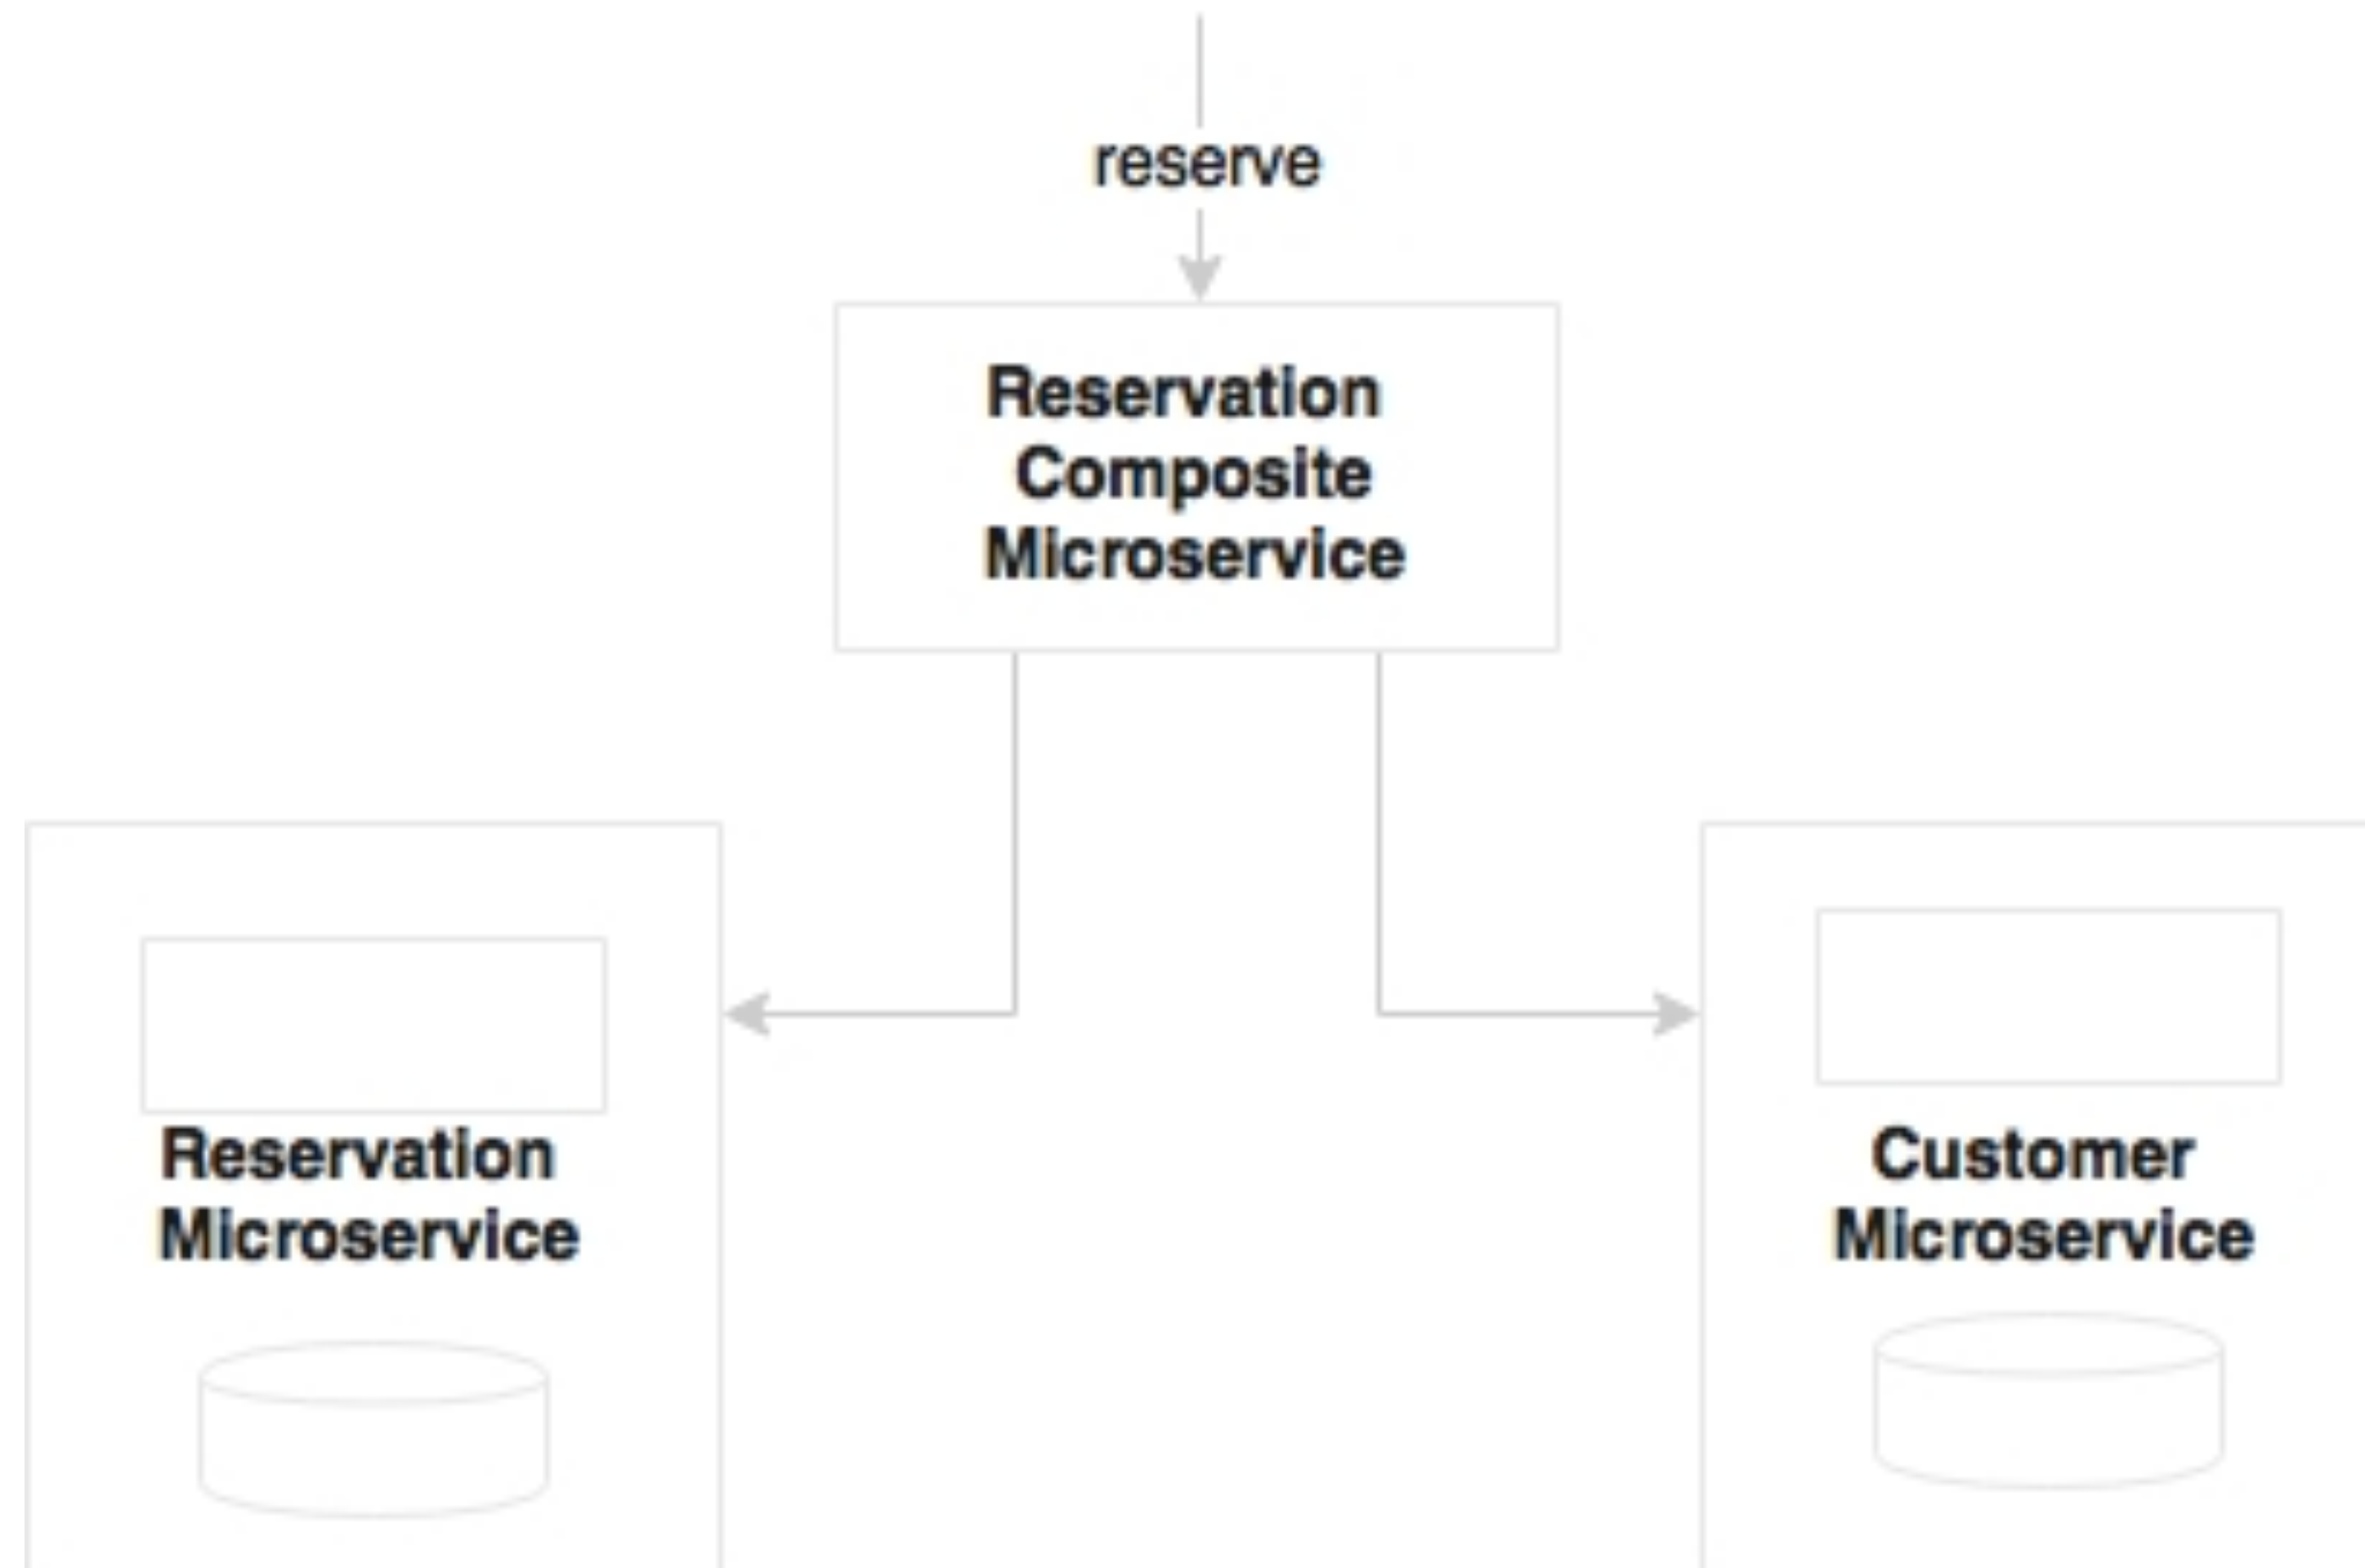 reserve
Reservation
Composite
Microservice
Reservation
Microservice
Customer
Microservice